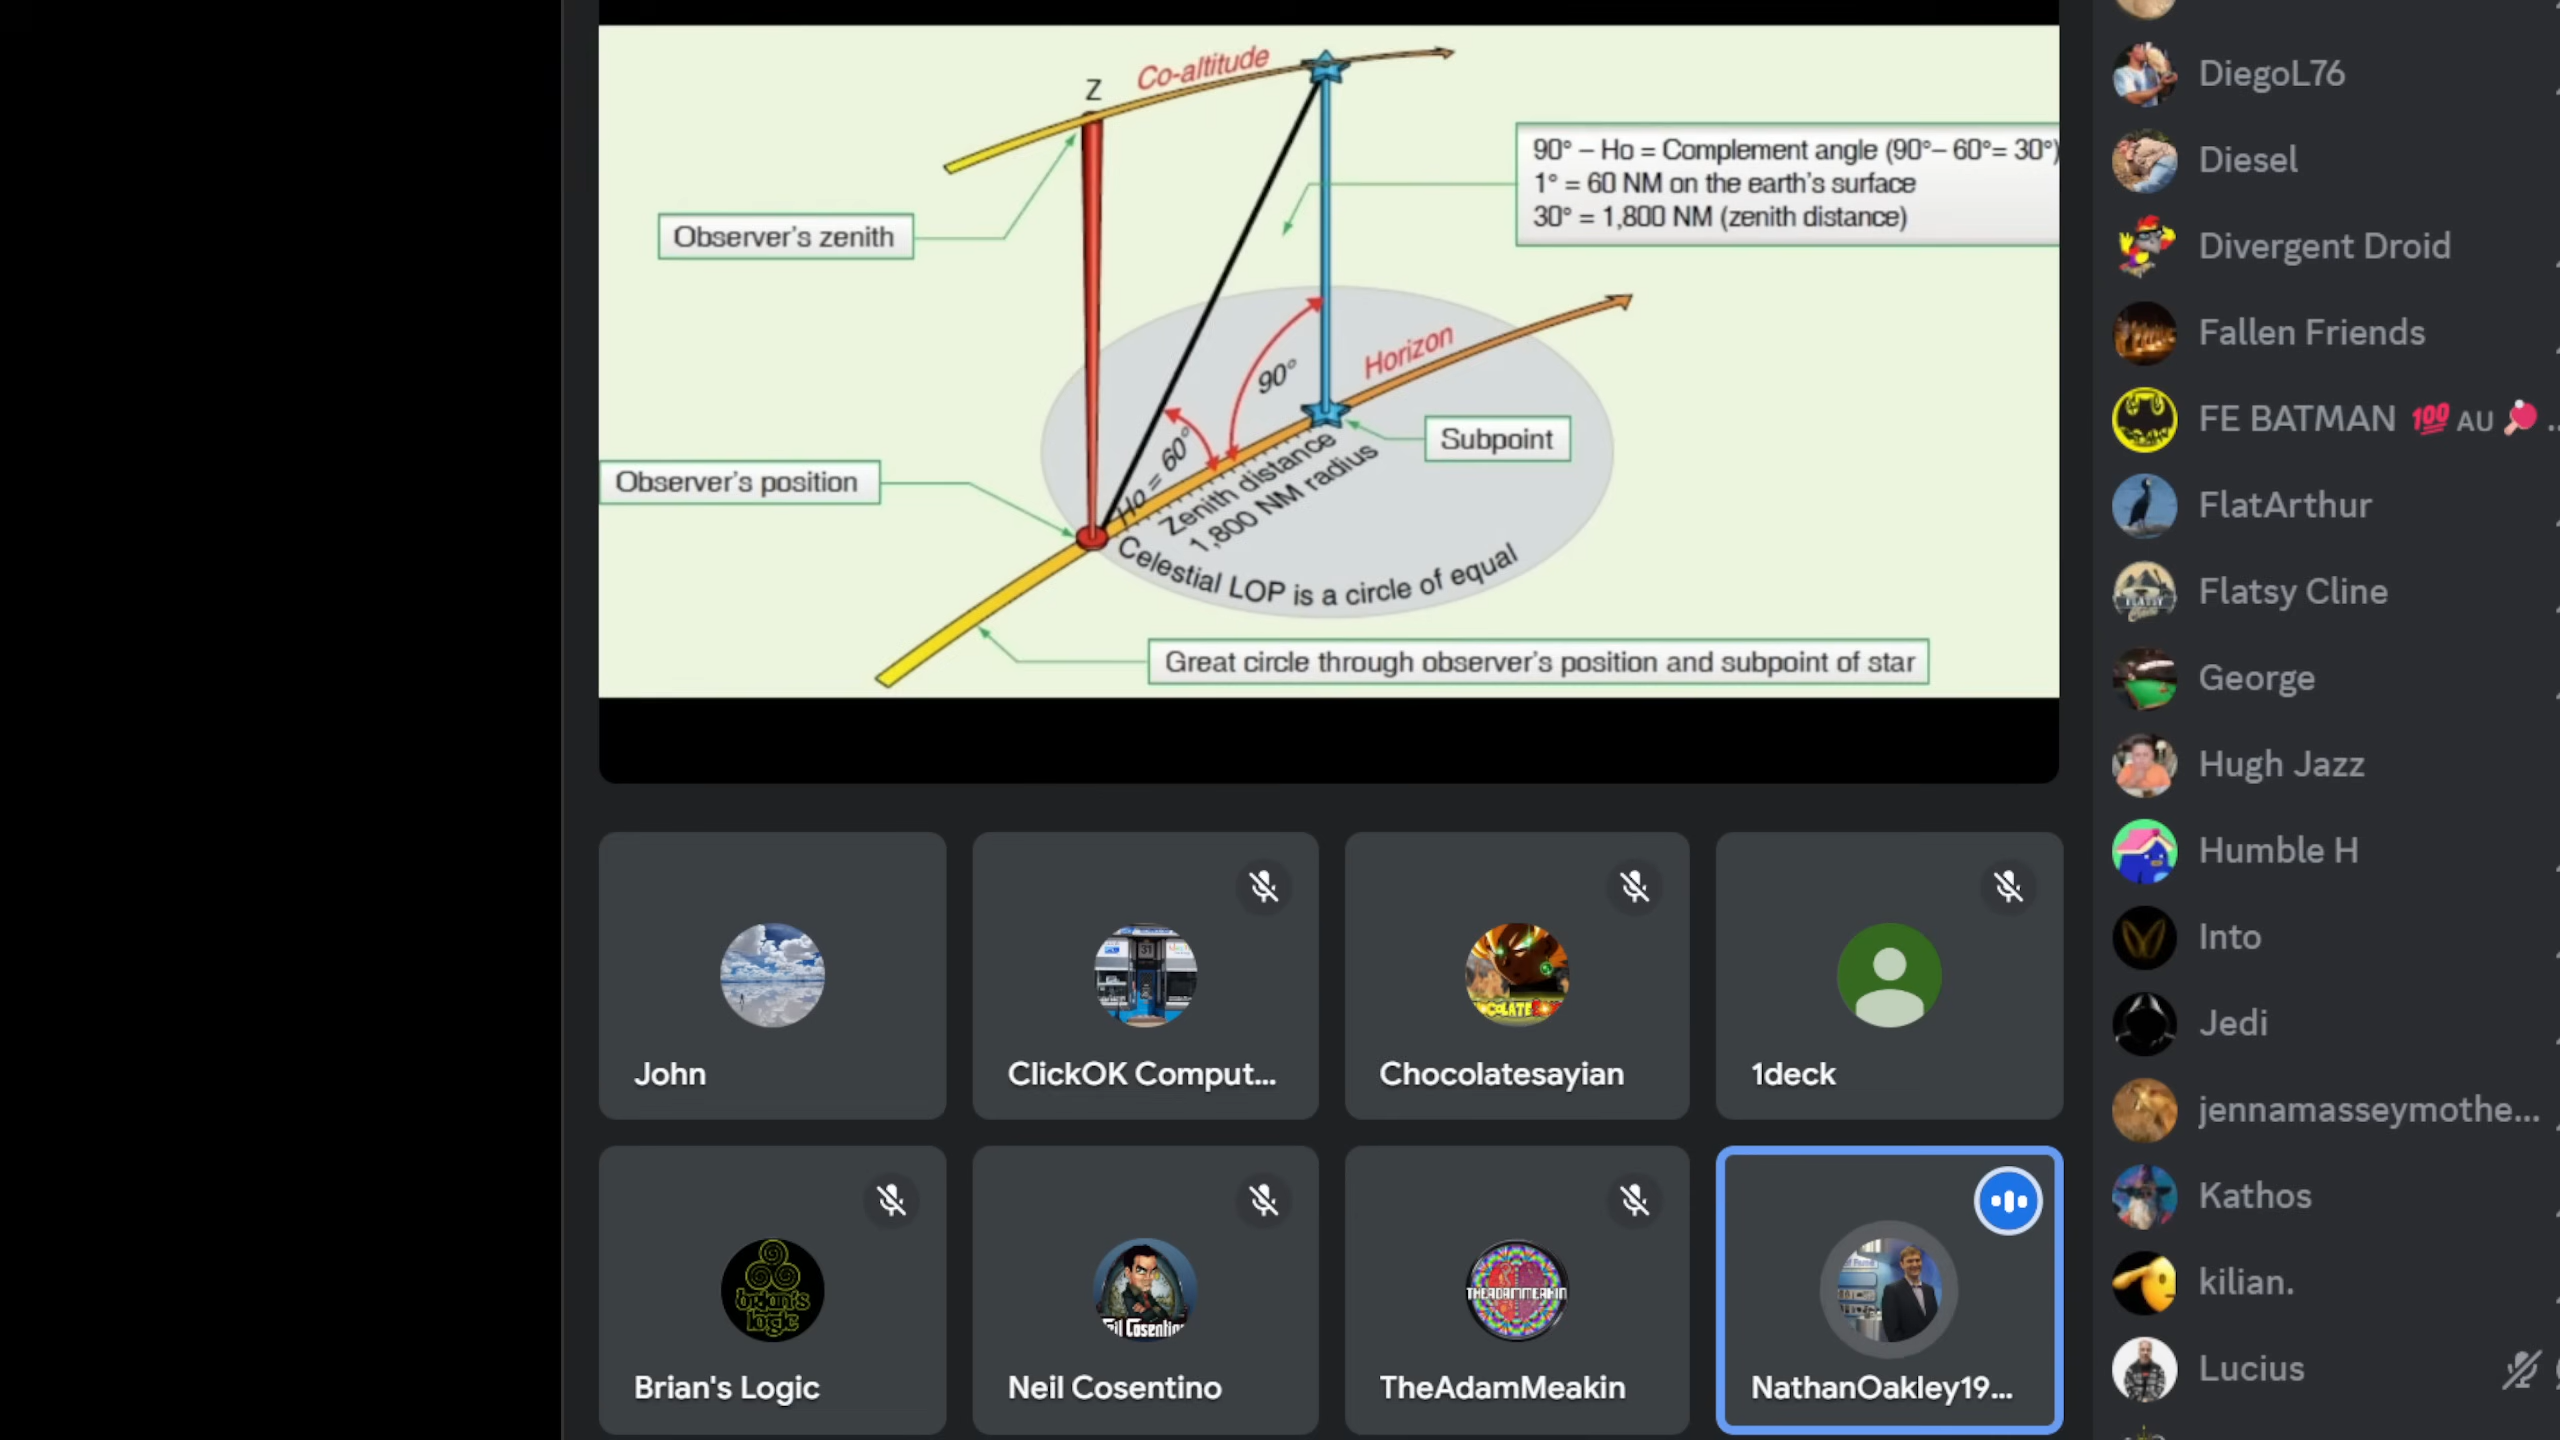 Z
Co-altitude
90° – Ho = Complement angle (90°– 60°= 30°)
1° = 60 NM on the earth's surface
30° = 1,800 NM (zenith distance)
Observer's zenith
Horizon
90°
Subpoint
Ho = 60°
Zenith distance
1,800 NM radius
Observer's position
Celestial LOP is a circle of equal
Great circle through observer's position and subpoint of star
John
ClickOK Comput...
31
Chocolatesayian
1deck
Brian's Logic
brian's
logic
Neil Cosentino
TheAdamMeakin
THEADAMMEAKIN
NathanOakley19...
DiegoL76
Diesel
Divergent Droid
Fallen Friends
FE BATMAN 💯 AU 🏓 ...
FlatArthur
Flatsy Cline
George
Hugh Jazz
Humble H
Into
Jedi
jennamasseymothe...
Kathos
kilian.
Lucius